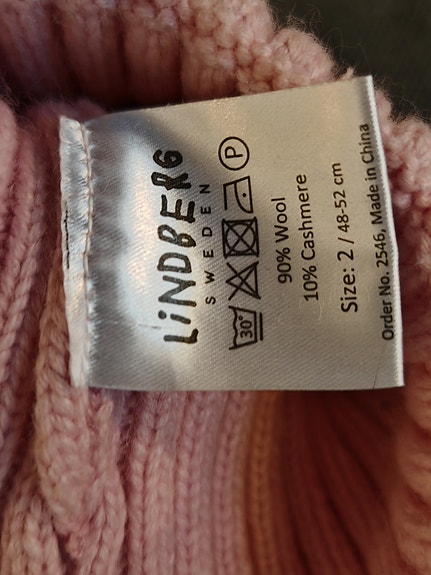 LiNDBERG
SWEDEN
30° P
90% Wool
10% Cashmere
Size: 2 / 48-52 cm
Order No. 2546, Made in China